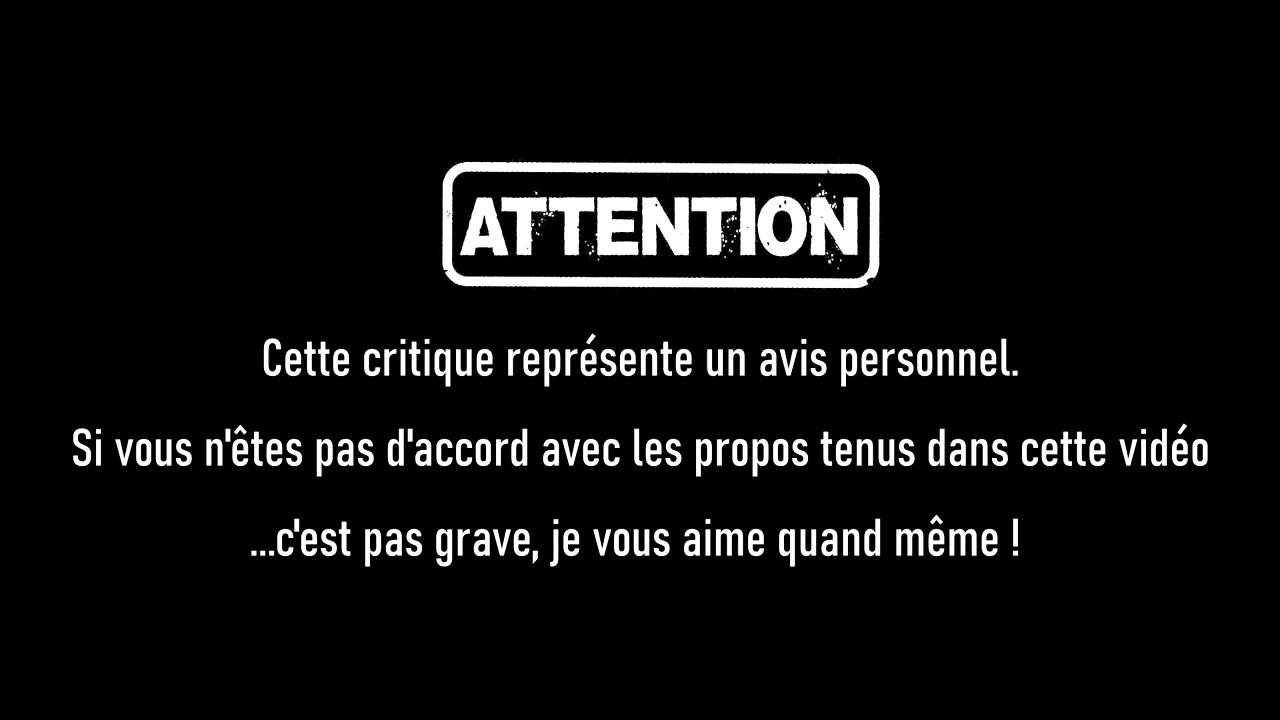 ATTENTION
Cette critique représente un avis personnel.
Si vous n'êtes pas d'accord avec les propos tenus dans cette vidéo
...c'est pas grave, je vous aime quand même !